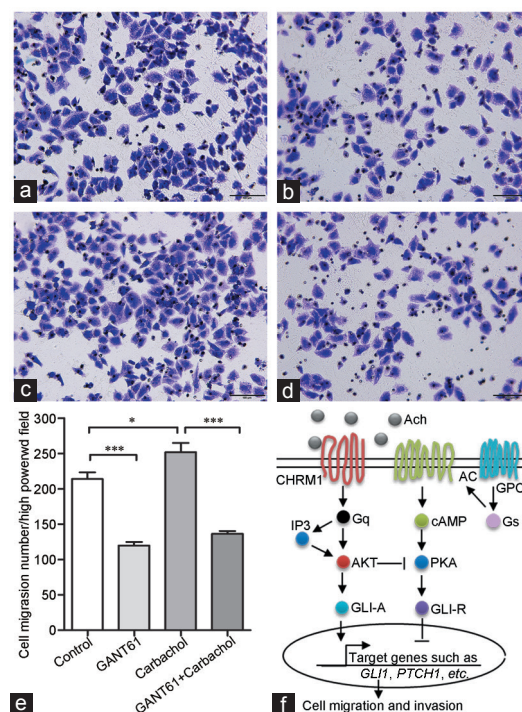 a
b
c
d
Cell migrasion number/high powerwd field
300
250
200
150
100
50
0
*
***
***
Control
GANT61
Carbachol
GANT61+Carbachol
e
Ach
CHRM1
AC
GPC
Gq
cAMP
Gs
IP3
AKT
PKA
GLI-A
GLI-R
Target genes such as
GLI1, PTCH1, etc.
Cell migration and invasion
f